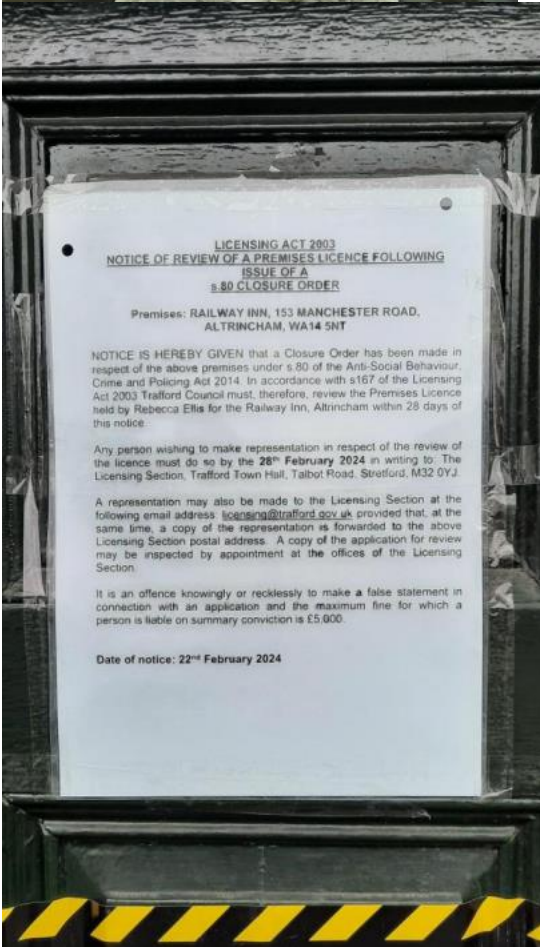 LICENSING ACT 2003
NOTICE OF REVIEW OF A PREMISES LICENCE FOLLOWING
ISSUE OF A
s.80 CLOSURE ORDER
Premises: RAILWAY INN, 153 MANCHESTER ROAD,
ALTRINCHAM, WA14 5NT
NOTICE IS HEREBY GIVEN that a Closure Order has been made in
respect of the above premises under s.80 of the Anti-Social Behaviour,
Crime and Policing Act 2014. In accordance with s167 of the Licensing
Act 2003 Trafford Council must, therefore, review the Premises Licence
held by Rebecca Ellis for the Railway Inn, Altrincham within 28 days of
this notice.
Any person wishing to make representation in respect of the review of
the licence must do so by the 28th February 2024 in writing to: The
Licensing Section, Trafford Town Hall, Talbot Road, Stretford, M32 0YJ.
A representation may also be made to the Licensing Section at the
following email address: licensing@trafford.gov.uk provided that, at the
same time, a copy of the representation is forwarded to the above
Licensing Section postal address. A copy of the application for review
may be inspected by appointment at the offices of the Licensing
Section.
It is an offence knowingly or recklessly to make a false statement in
connection with an application and the maximum fine for which a
person is liable on summary conviction is £5,000.
Date of notice: 22nd February 2024